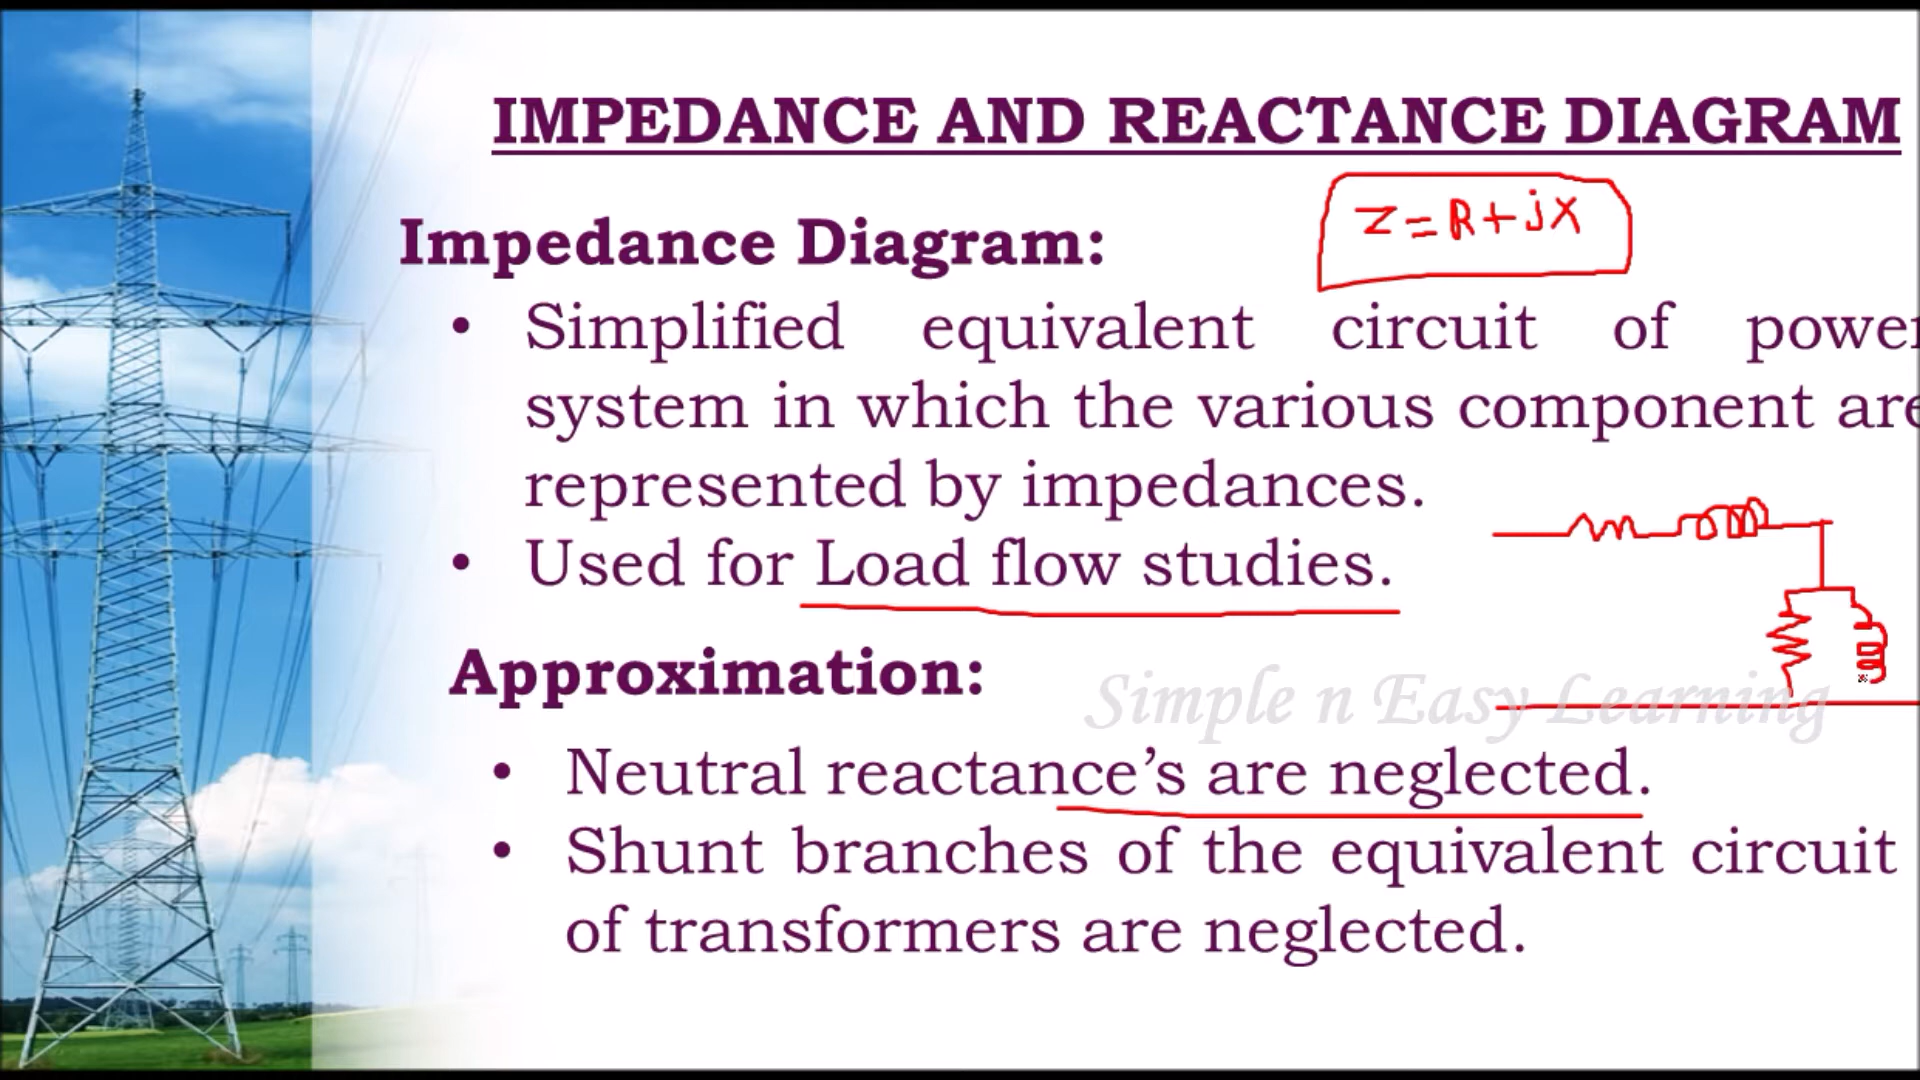 IMPEDANCE AND REACTANCE DIAGRAM
Z=R+jX
Impedance Diagram:
• Simplified equivalent circuit of power
system in which the various component are
represented by impedances.
• Used for Load flow studies.
Approximation:
Simple n Easy Learning
• Neutral reactance’s are neglected.
• Shunt branches of the equivalent circuit
of transformers are neglected.